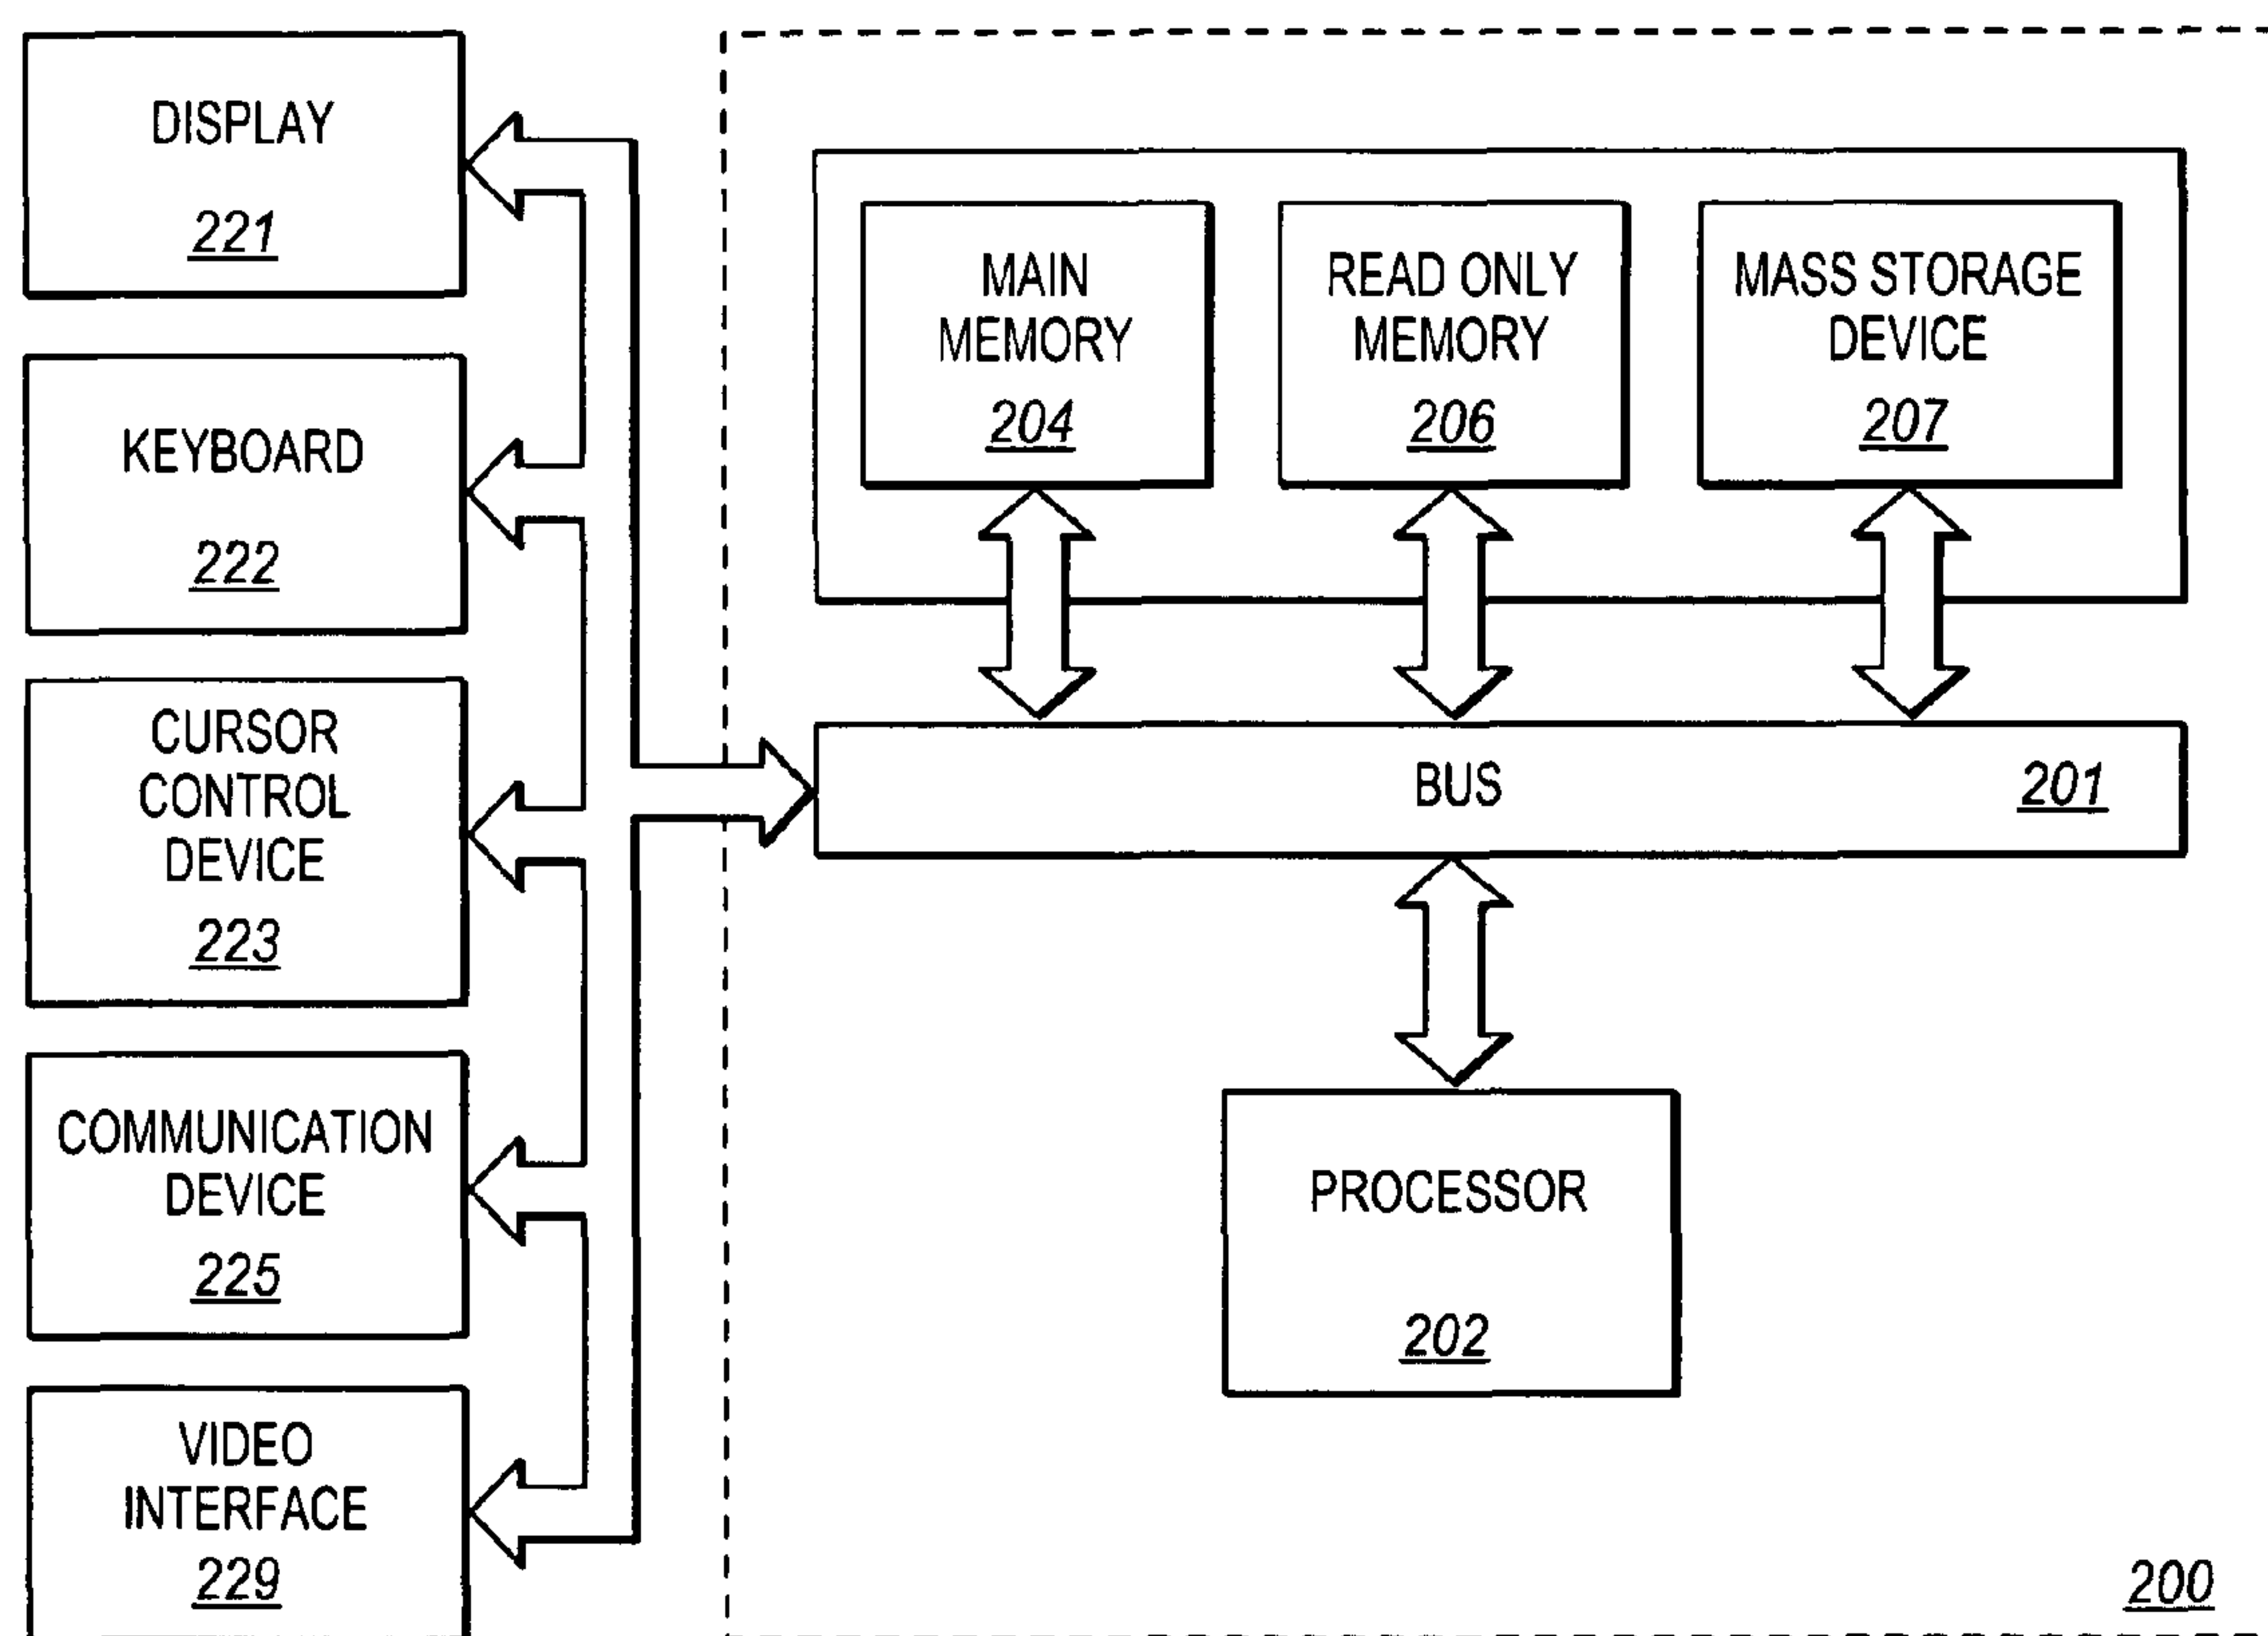 DISPLAY
221
KEYBOARD
222
CURSOR
CONTROL
DEVICE
223
COMMUNICATION
DEVICE
225
VIDEO
INTERFACE
229
MAIN
MEMORY
204
READ ONLY
MEMORY
206
MASS STORAGE
DEVICE
207
BUS
201
PROCESSOR
202
200